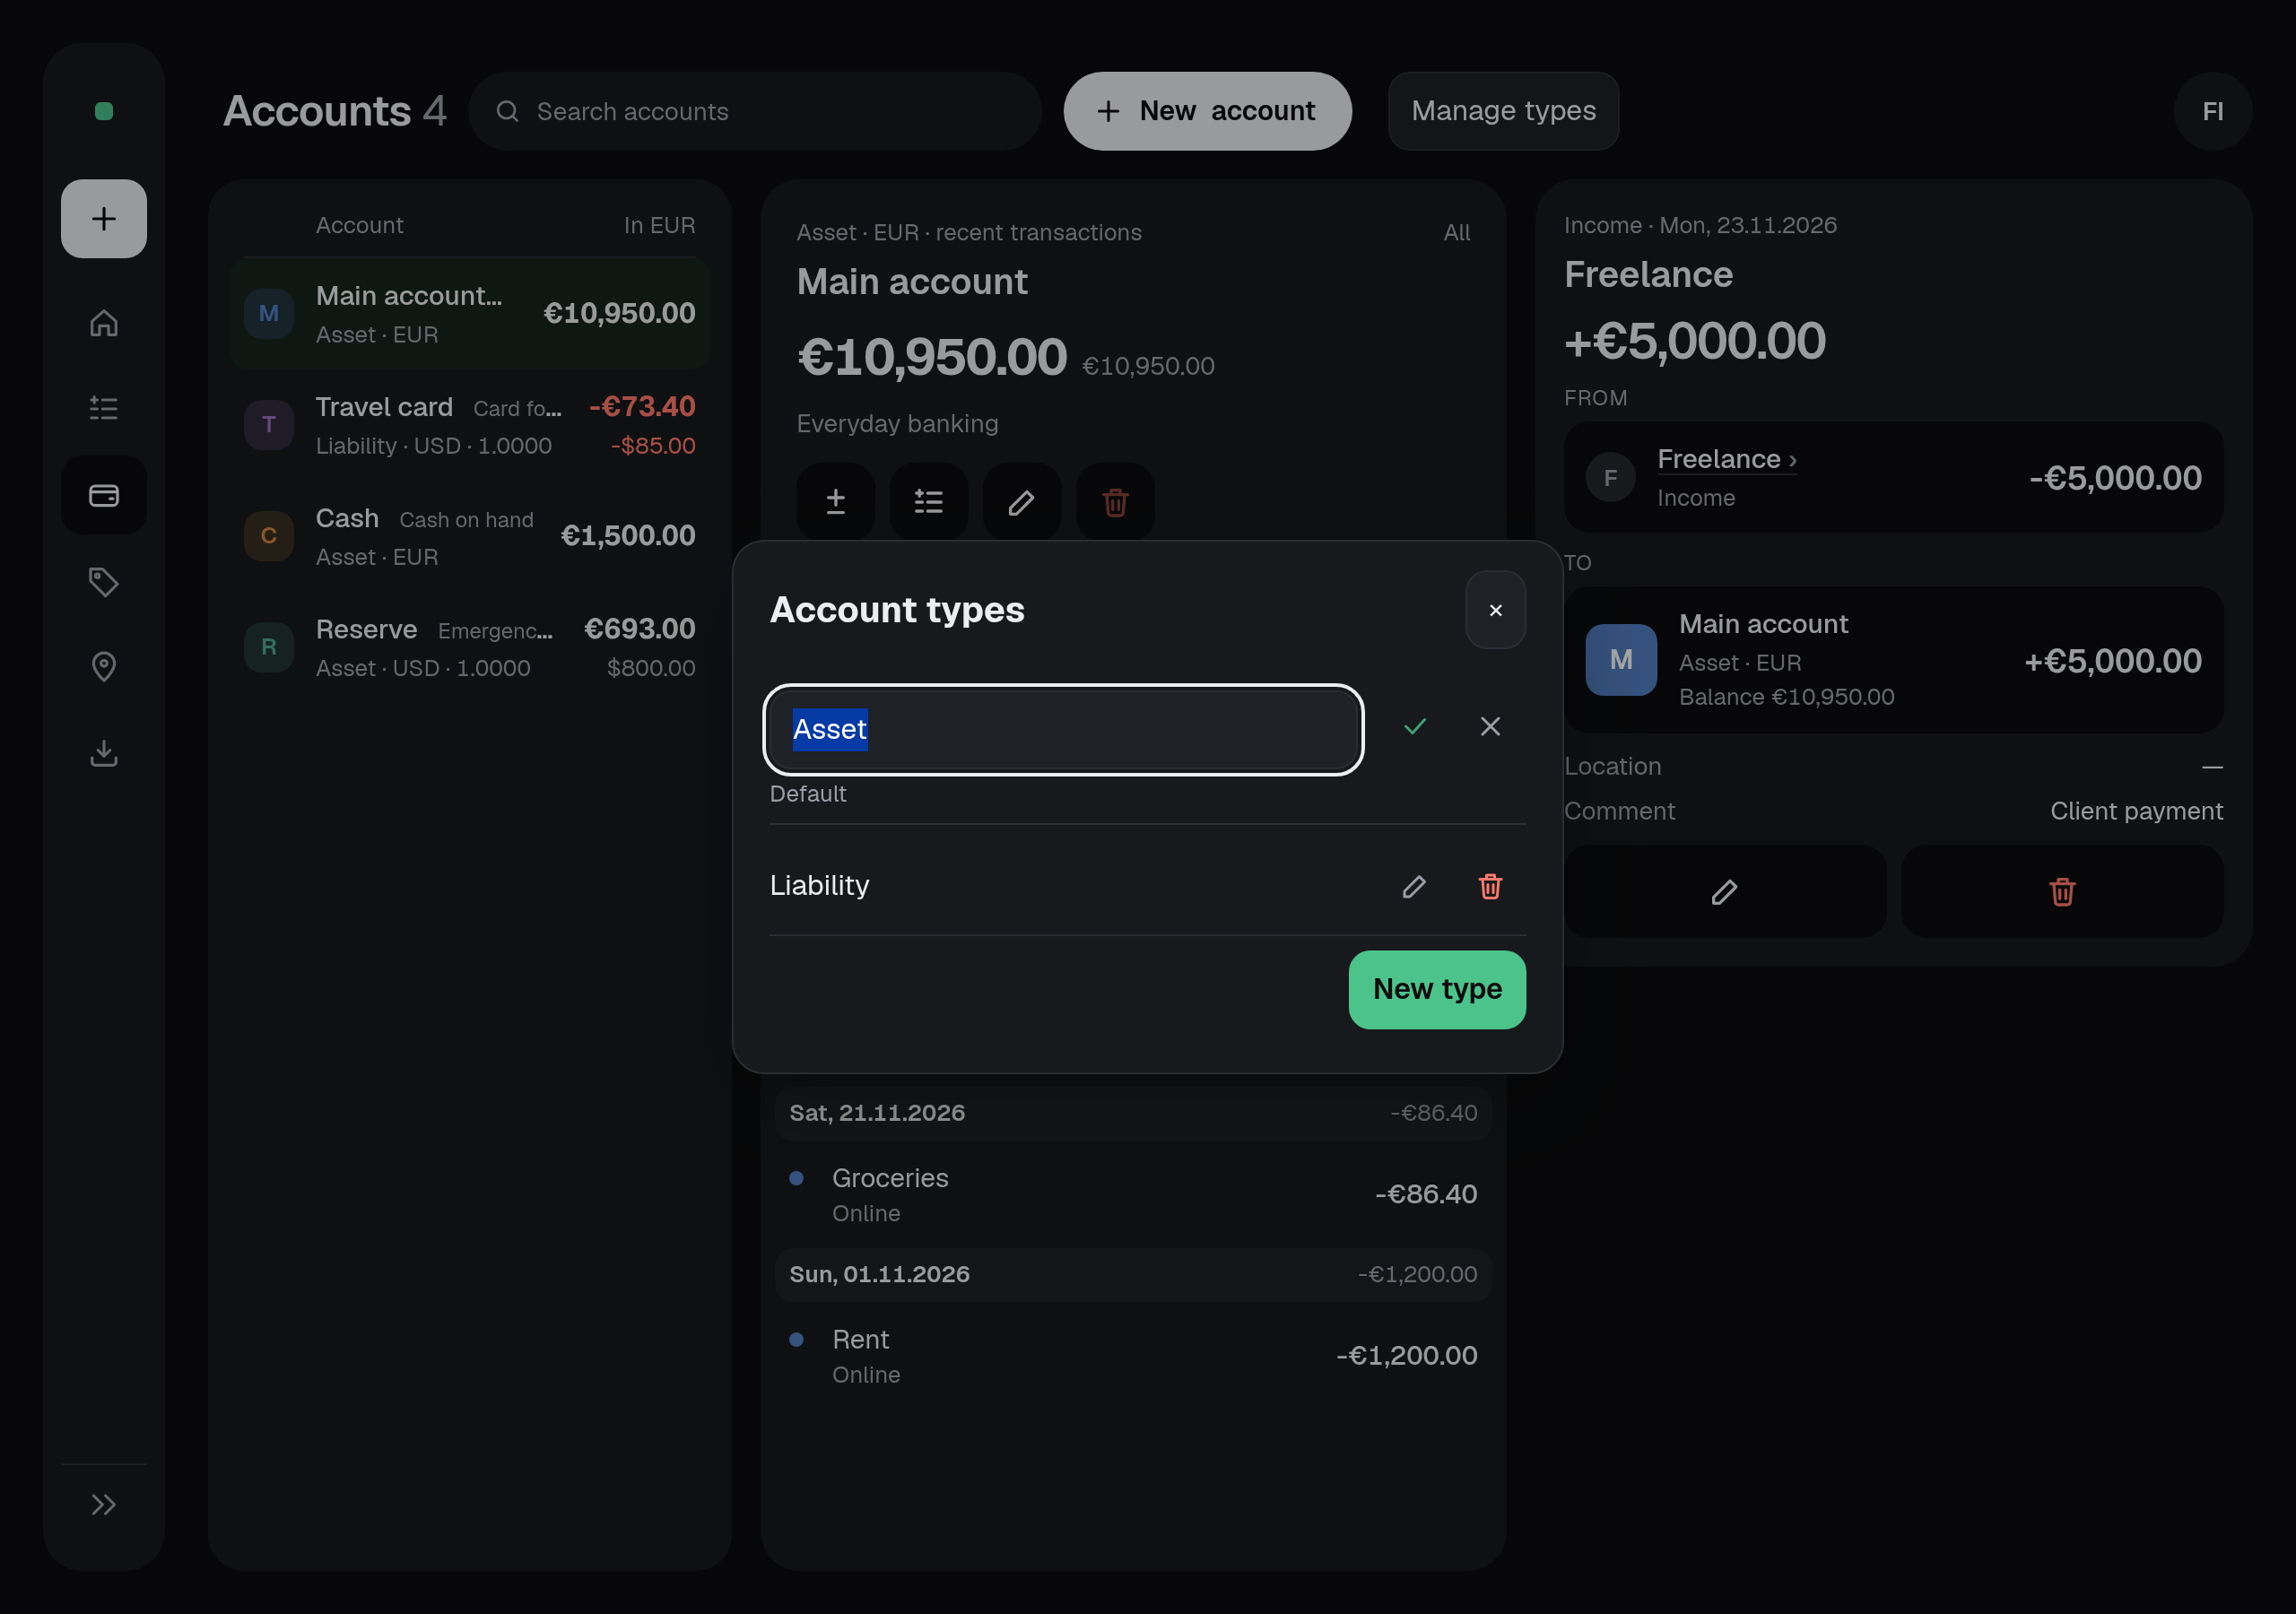 Accounts 4
Search accounts
New account
Manage types
FI
Account
In EUR
M
Main account...
Asset · EUR
€10,950.00
T
Travel card Card fo...
-€73.40
Liability · USD · 1.0000
-$85.00
C
Cash Cash on hand
Asset · EUR
€1,500.00
R
Reserve Emergenc...
€693.00
Asset · USD · 1.0000
$800.00
Asset · EUR · recent transactions
All
Main account
€10,950.00 €10,950.00
Everyday banking
Account types
×
Asset
Default
Liability
New type
Sat, 21.11.2026
-€86.40
Groceries
Online
-€86.40
Sun, 01.11.2026
-€1,200.00
Rent
Online
-€1,200.00
Income · Mon, 23.11.2026
Freelance
+€5,000.00
FROM
F
Freelance ›
Income
-€5,000.00
TO
M
Main account
Asset · EUR
Balance €10,950.00
+€5,000.00
Location
—
Comment
Client payment